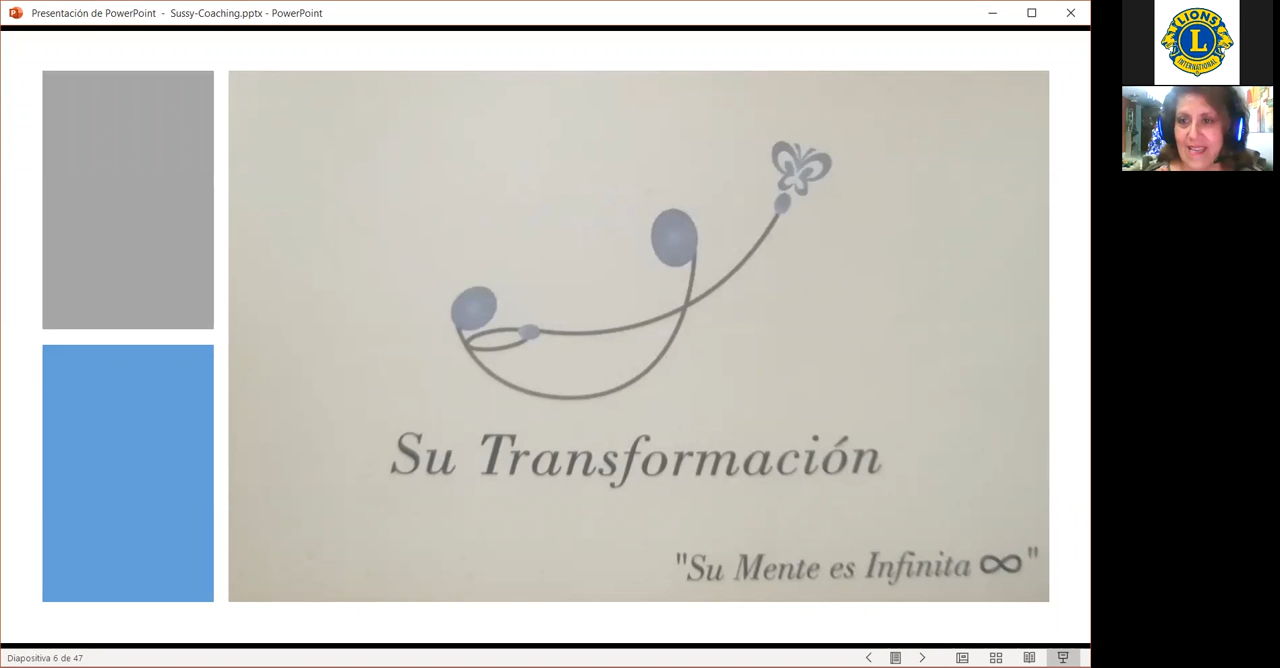 Presentación de PowerPoint - Sussy-Coaching.pptx - PowerPoint
LIONS
L
INTERNATIONAL
Su Transformación
"Su Mente es Infinita ∞"
Diapositiva 6 de 47